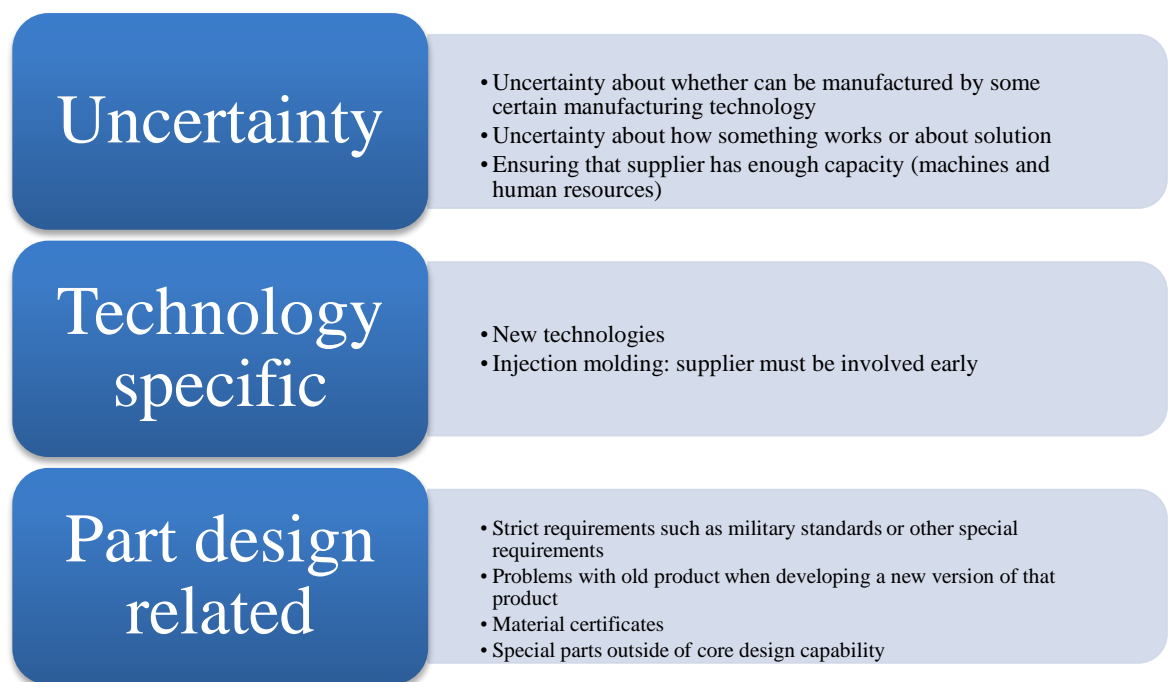 Uncertainty
• Uncertainty about whether can be manufactured by some
certain manufacturing technology
• Uncertainty about how something works or about solution
• Ensuring that supplier has enough capacity (machines and
human resources)
Technology
specific
• New technologies
• Injection molding: supplier must be involved early
Part design
related
• Strict requirements such as military standards or other special
requirements
• Problems with old product when developing a new version of that
product
• Material certificates
• Special parts outside of core design capability